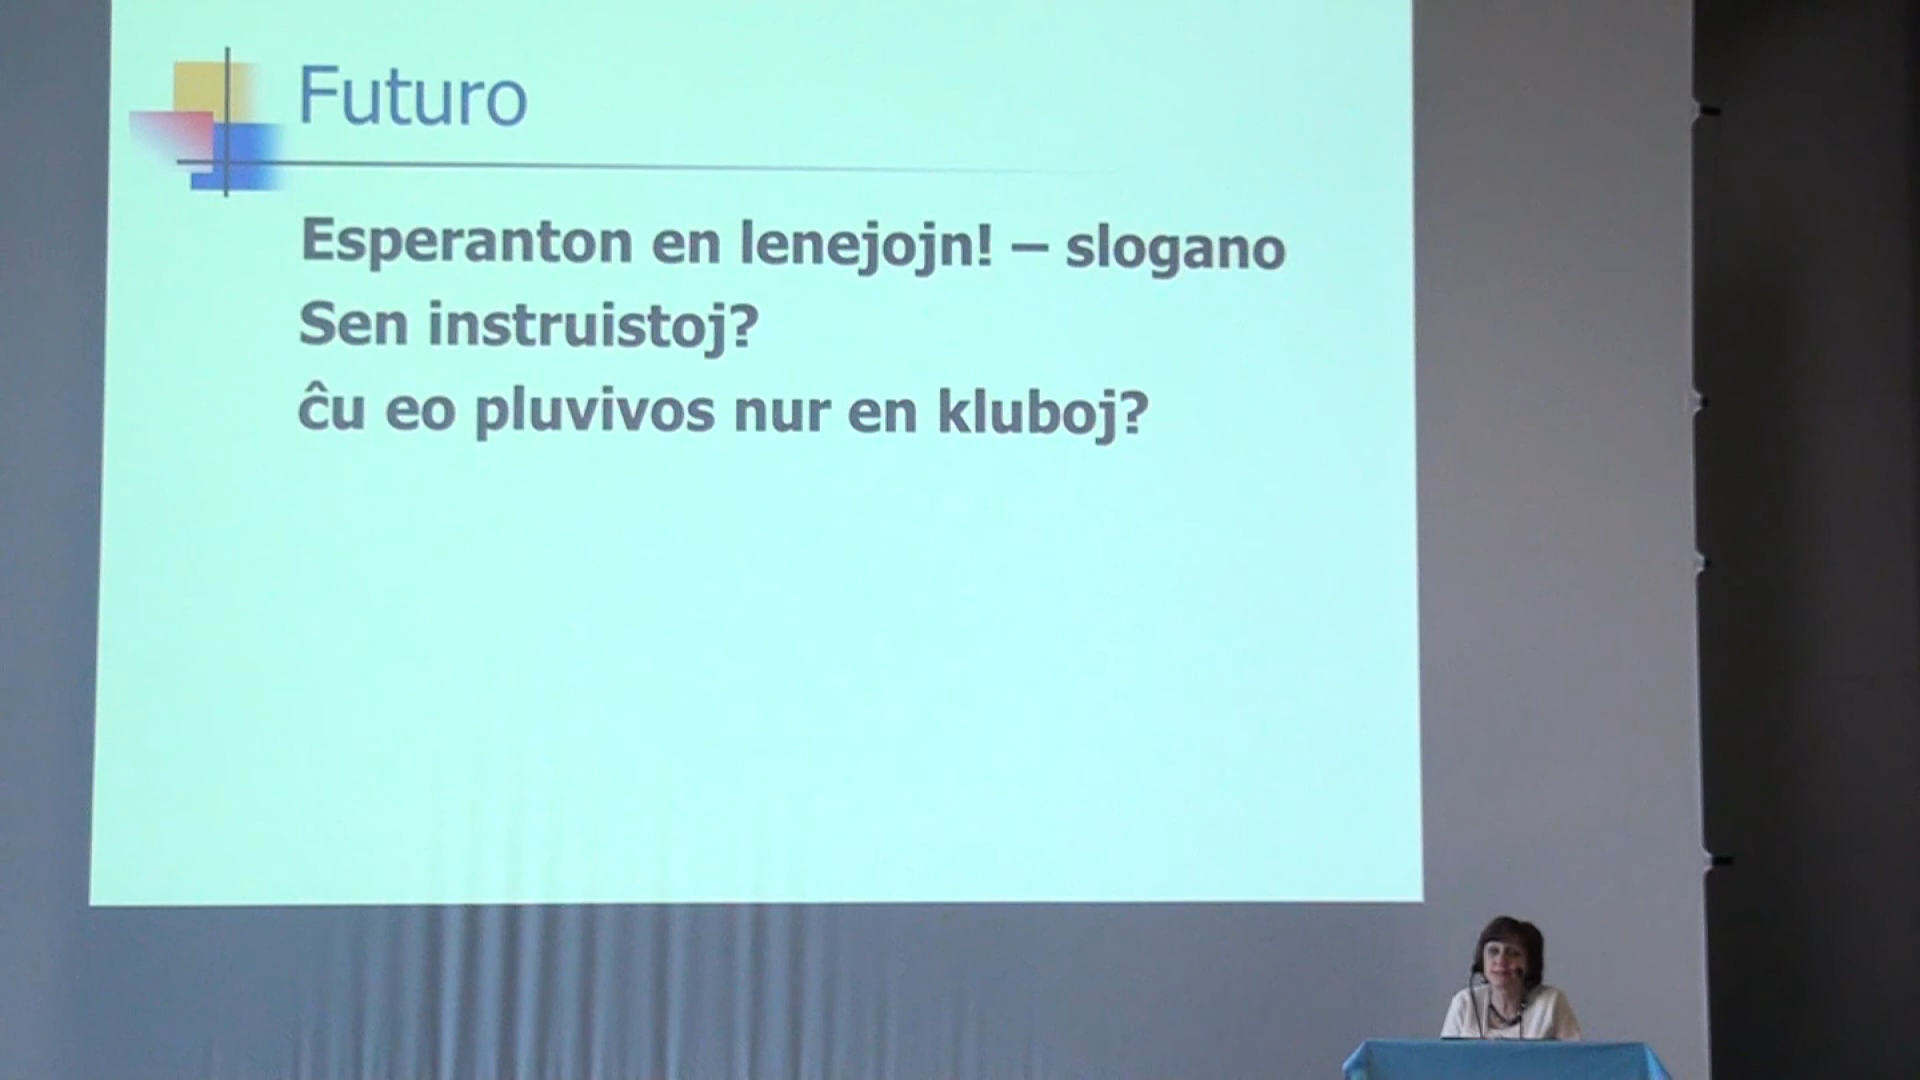 Futuro
Esperanton en lenejojn! – slogano
Sen instruistoj?
ĉu eo pluvivos nur en kluboj?